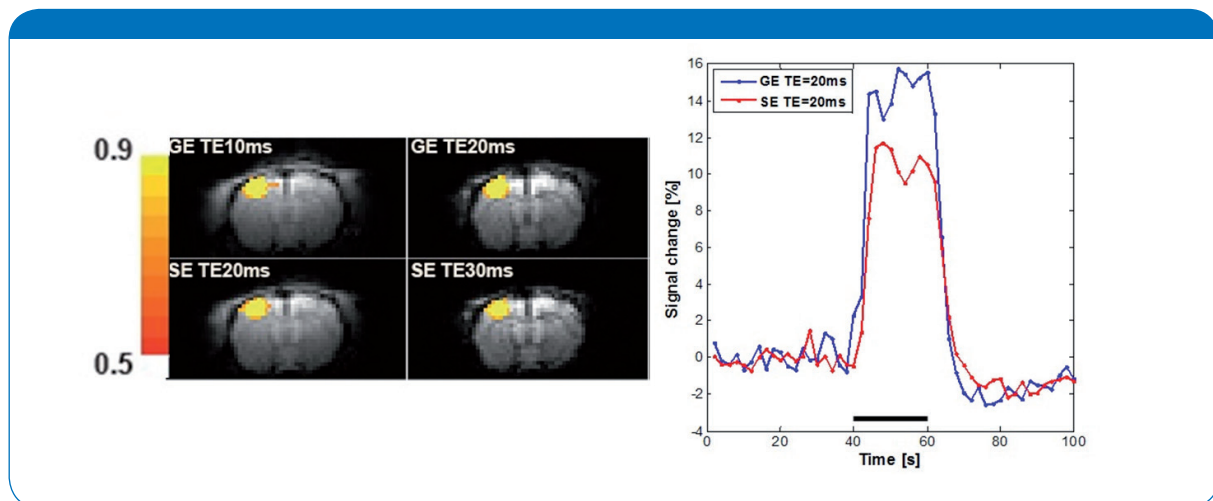 0.9
0.5
GE TE10ms
GE TE20ms
SE TE20ms
SE TE30ms
GE TE=20ms
SE TE=20ms
Signal change [%]
16
14
12
10
8
6
4
2
0
-2
-4
0
20
40
60
80
100
Time [s]